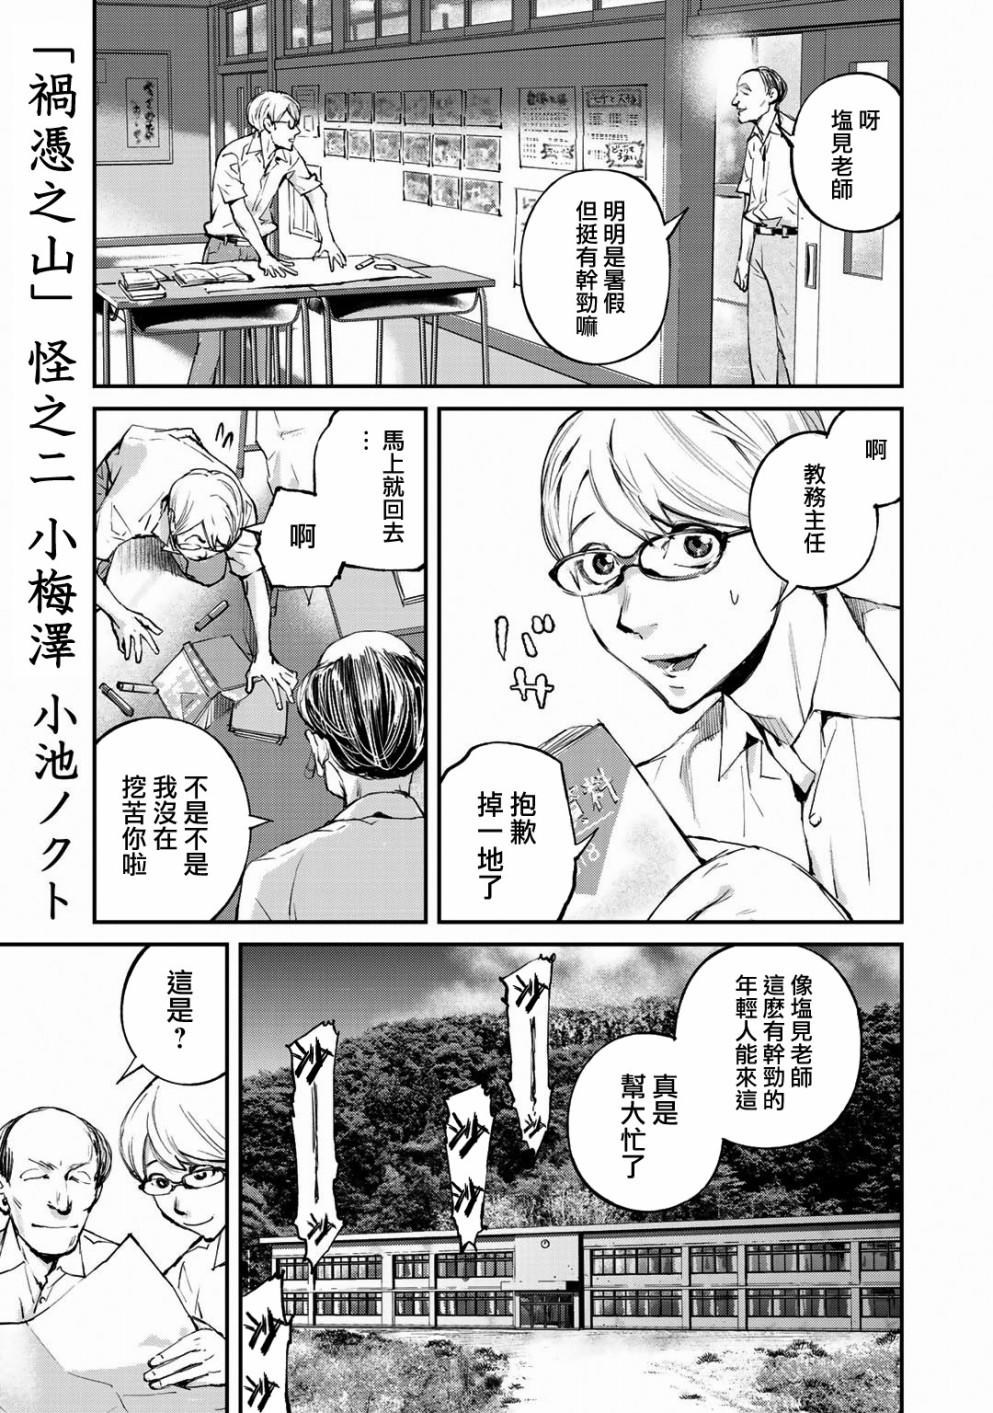 「禍憑之山」怪之二 小梅澤 小池ノクト
呀
塩見老師
明明是暑假
但挺有幹勁嘛
啊
教務主任
バサ
資料
抱歉
掉一地了
馬上就回去
…
啊
不是不是
我沒在
挖苦你啦
像塩見老師
這麼有幹勁的
年輕人能來這
真是
幫大忙了
這是?